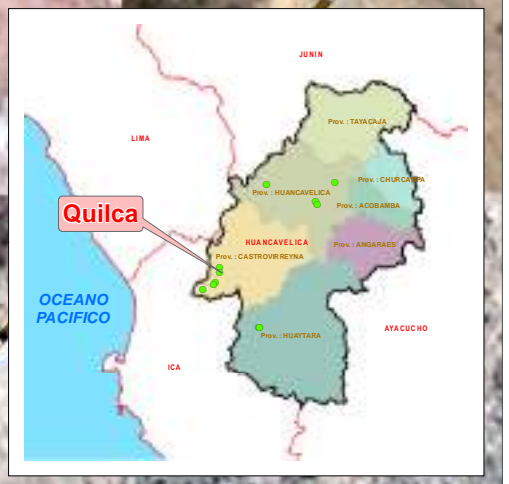 JUNIN
Prov. : TAYACAJA
LIMA
Prov. : CHURCAMPA
Prov. : HUANCAVELICA
Prov. : ACOBAMBA
Quilca
HUANCAVELICA
Prov. : ANGARAES
Prov. : CASTROVIRREYNA
OCEANO
PACIFICO
AYACUCHO
Prov. : HUAYTARA
ICA